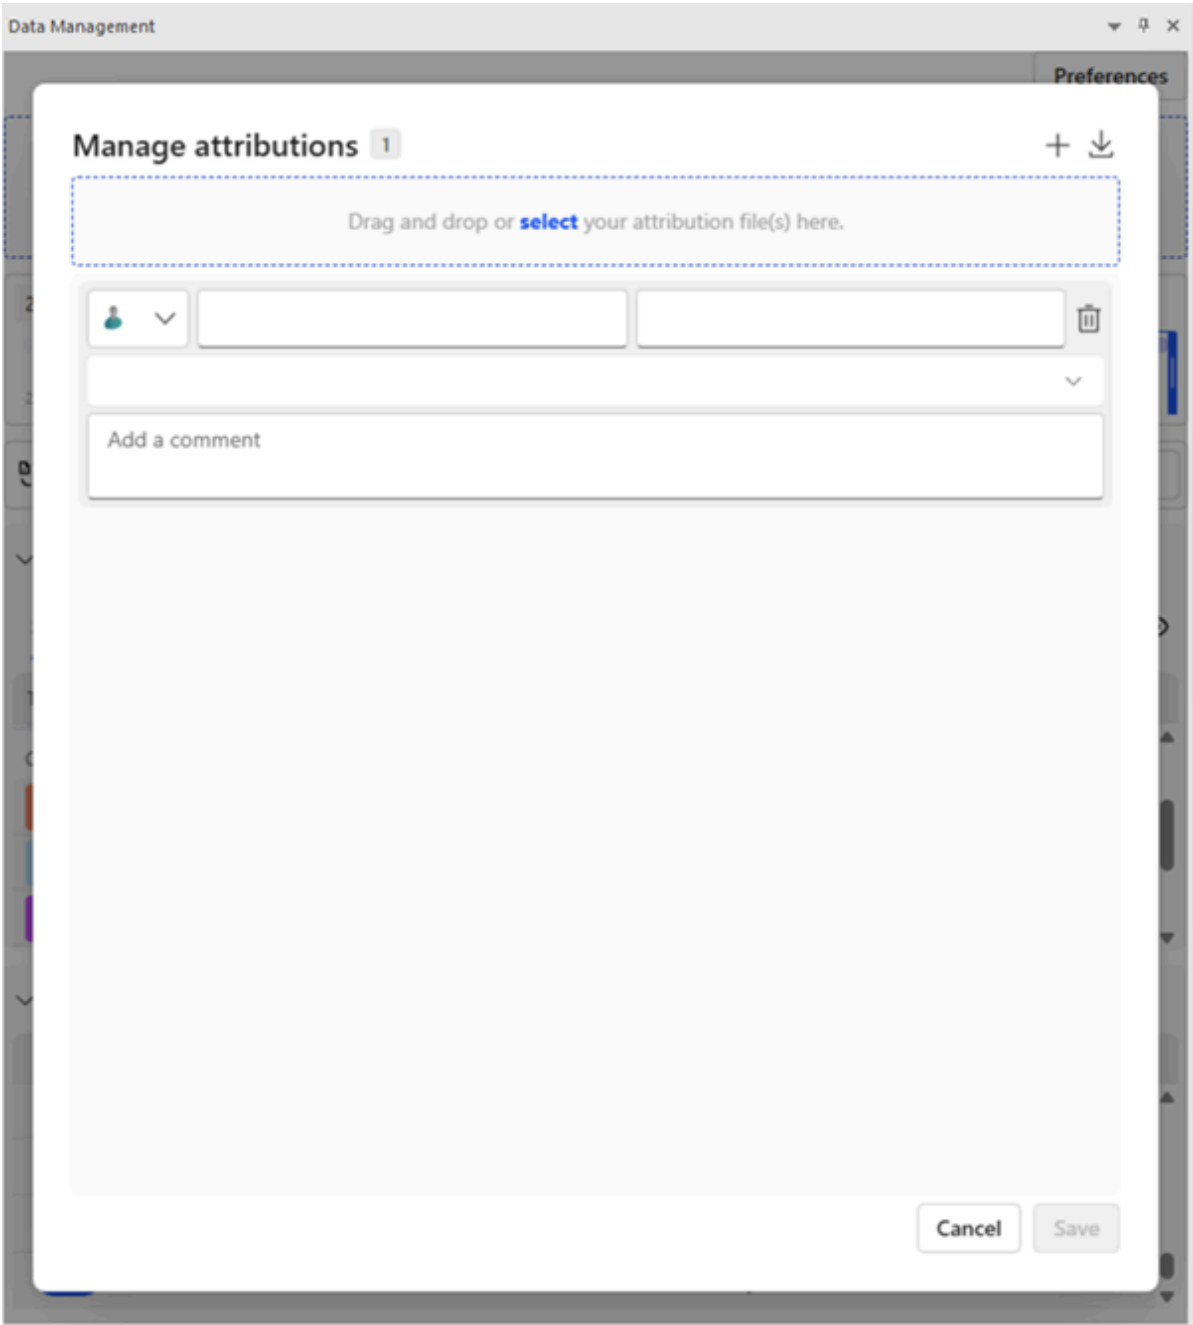 Data Management
Preferences
Manage attributions 1
Drag and drop or select your attribution file(s) here.
Add a comment
Cancel Save